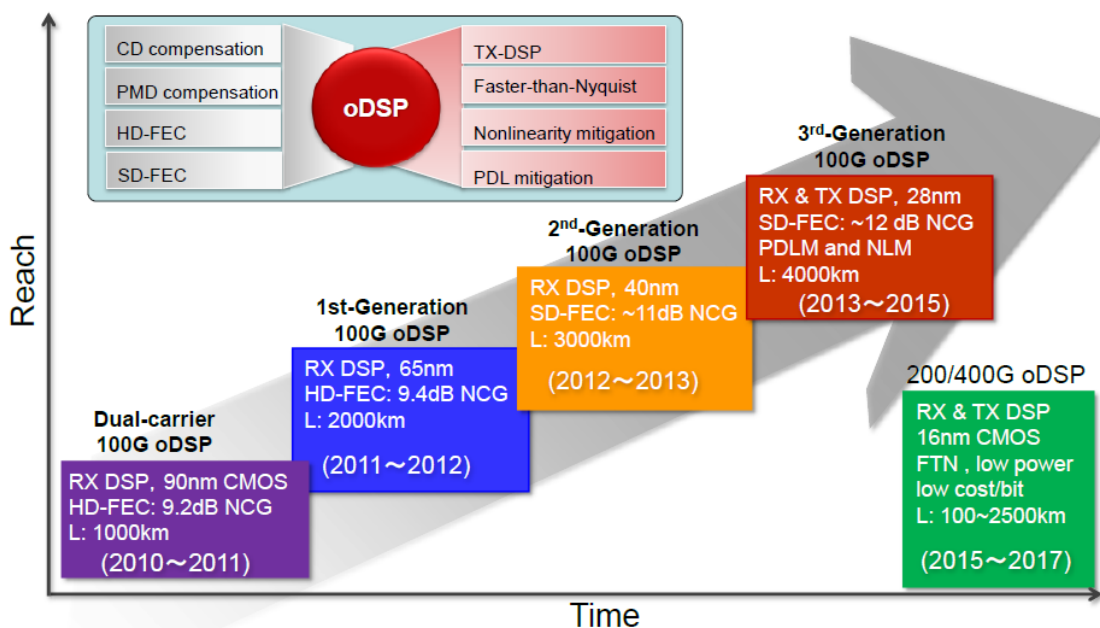 CD compensation
PMD compensation
HD-FEC
SD-FEC
oDSP
TX-DSP
Faster-than-Nyquist
Nonlinearity mitigation
PDL mitigation
Reach
Dual-carrier
100G oDSP
RX DSP, 90nm CMOS
HD-FEC: 9.2dB NCG
L: 1000km
(2010～2011)
1st-Generation
100G oDSP
RX DSP, 65nm
HD-FEC: 9.4dB NCG
L: 2000km
(2011～2012)
2nd-Generation
100G oDSP
RX DSP, 40nm
SD-FEC: ~11dB NCG
L: 3000km
(2012～2013)
3rd-Generation
100G oDSP
RX & TX DSP, 28nm
SD-FEC: ~12 dB NCG
PDLM and NLM
L: 4000km
(2013～2015)
200/400G oDSP
RX & TX DSP
16nm CMOS
FTN , low power
low cost/bit
L: 100~2500km
(2015～2017)
Time